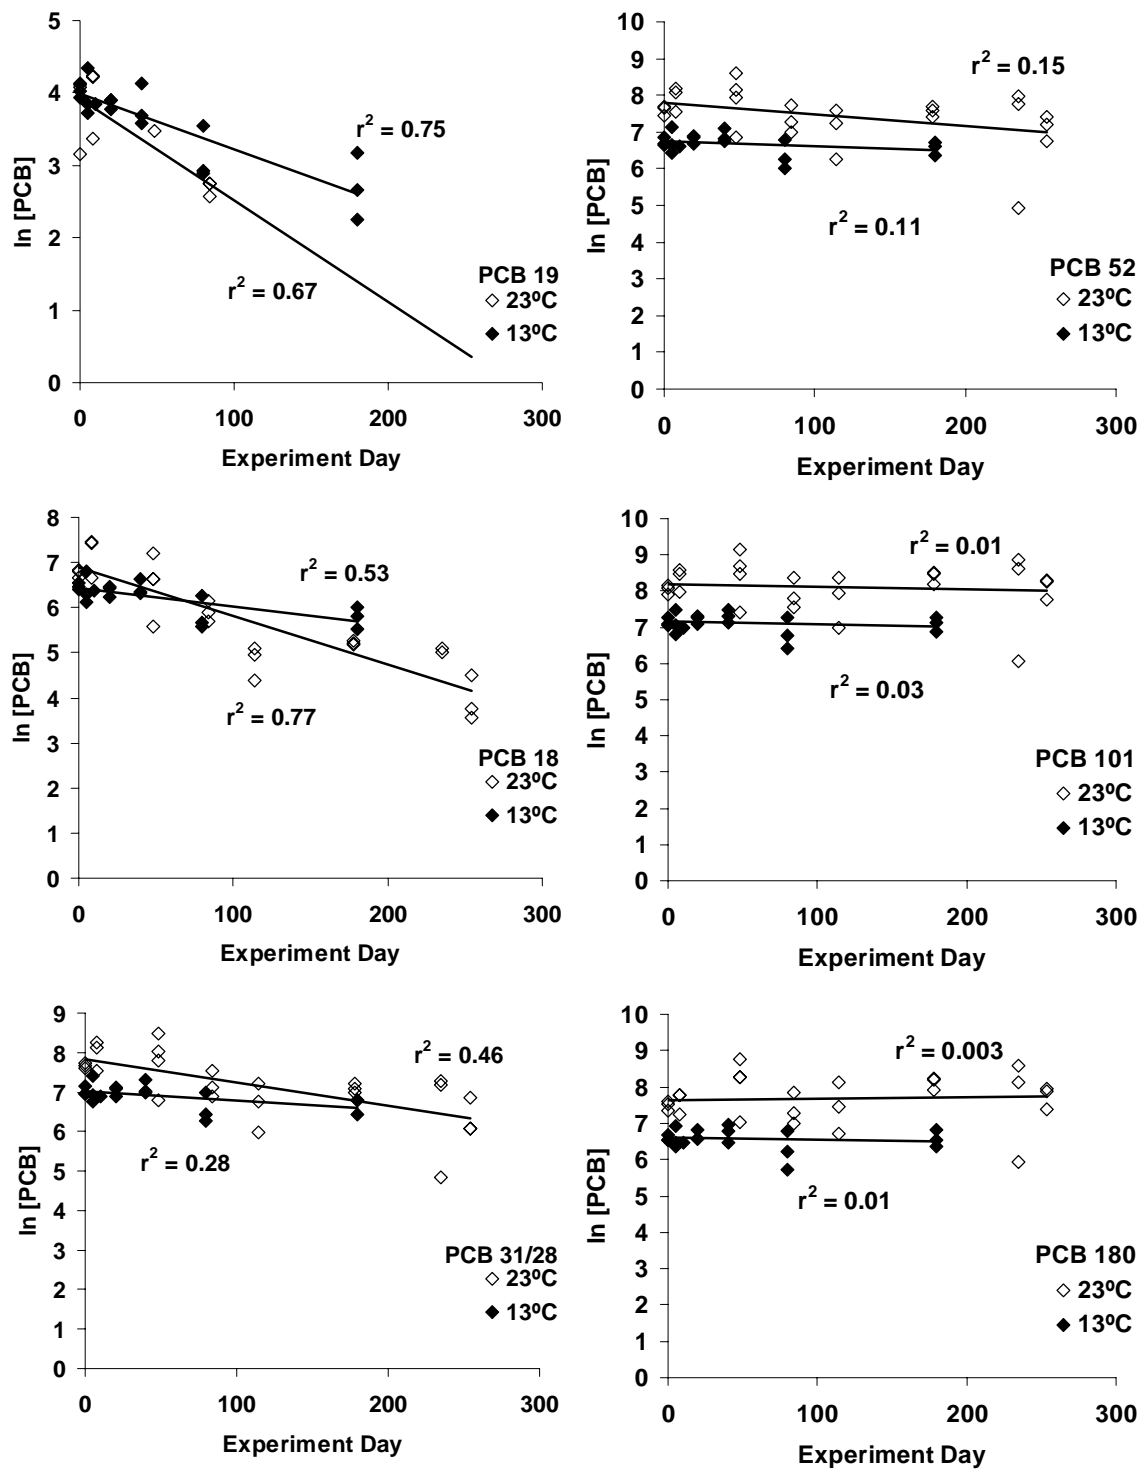 5
4
3
2
1
0
ln [PCB]
r² = 0.75
r² = 0.67
PCB 19
23ºC
13ºC
0 100 200 300
Experiment Day
10
9
8
7
6
5
4
3
2
1
0
ln [PCB]
r² = 0.15
r² = 0.11
PCB 52
23ºC
13ºC
0 100 200 300
Experiment Day
8
7
6
5
4
3
2
1
0
ln [PCB]
r² = 0.53
r² = 0.77
PCB 18
23ºC
13ºC
0 100 200 300
Experiment Day
10
9
8
7
6
5
4
3
2
1
0
ln [PCB]
r² = 0.01
r² = 0.03
PCB 101
23ºC
13ºC
0 100 200 300
Experiment Day
9
8
7
6
5
4
3
2
1
0
ln [PCB]
r² = 0.46
r² = 0.28
PCB 31/28
23ºC
13ºC
0 100 200 300
Experiment Day
10
9
8
7
6
5
4
3
2
1
0
ln [PCB]
r² = 0.003
r² = 0.01
PCB 180
23ºC
13ºC
0 100 200 300
Experiment Day